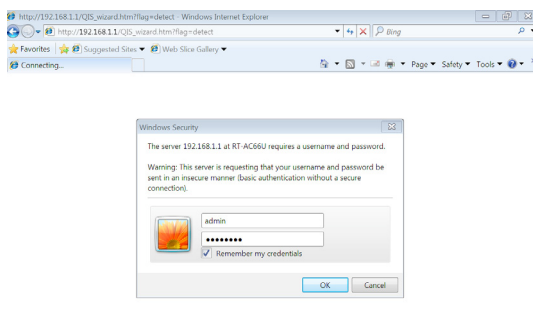 http://192.168.1.1/QIS_wizard.htm?flag=detect - Windows Internet Explorer
http://192.168.1.1/QIS_wizard.htm?flag=detect
Bing
Favorites Suggested Sites Web Slice Gallery
Connecting... Page Safety Tools
Windows Security
The server 192.168.1.1 at RT-AC66U requires a username and password.
Warning: This server is requesting that your username and password be
sent in an insecure manner (basic authentication without a secure
connection).
admin
••••••••
Remember my credentials
OK Cancel